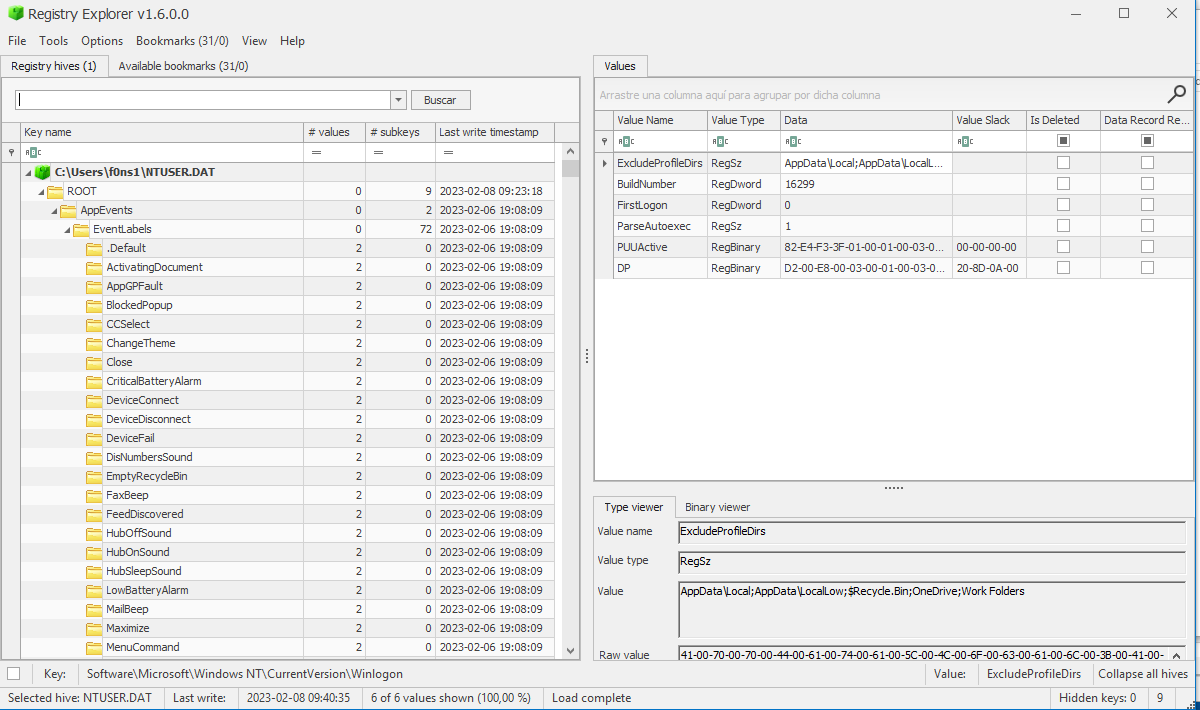 Registry Explorer v1.6.0.0
File Tools Options Bookmarks (31/0) View Help
Registry hives (1) Available bookmarks (31/0)
Buscar
Key name # values # subkeys Last write timestamp
= = =
C:\Users\f0ns1\NTUSER.DAT
ROOT 0 9 2023-02-08 09:23:18
AppEvents 0 2 2023-02-06 19:08:09
EventLabels 0 72 2023-02-06 19:08:09
.Default 2 0 2023-02-06 19:08:09
ActivatingDocument 2 0 2023-02-06 19:08:09
AppGPFault 2 0 2023-02-06 19:08:09
BlockedPopup 2 0 2023-02-06 19:08:09
CCSelect 2 0 2023-02-06 19:08:09
ChangeTheme 2 0 2023-02-06 19:08:09
Close 2 0 2023-02-06 19:08:09
CriticalBatteryAlarm 2 0 2023-02-06 19:08:09
DeviceConnect 2 0 2023-02-06 19:08:09
DeviceDisconnect 2 0 2023-02-06 19:08:09
DeviceFail 2 0 2023-02-06 19:08:09
DisNumbersSound 2 0 2023-02-06 19:08:09
EmptyRecycleBin 2 0 2023-02-06 19:08:09
FaxBeep 2 0 2023-02-06 19:08:09
FeedDiscovered 2 0 2023-02-06 19:08:09
HubOffSound 2 0 2023-02-06 19:08:09
HubOnSound 2 0 2023-02-06 19:08:09
HubSleepSound 2 0 2023-02-06 19:08:09
LowBatteryAlarm 2 0 2023-02-06 19:08:09
MailBeep 2 0 2023-02-06 19:08:09
Maximize 2 0 2023-02-06 19:08:09
MenuCommand 2 0 2023-02-06 19:08:09
Values
Arrastre una columna aquí para agrupar por dicha columna
Value Name Value Type Data Value Slack Is Deleted Data Record Re...
ExcludeProfileDirs RegSz AppData\Local;AppData\LocalL...
BuildNumber RegDword 16299
FirstLogon RegDword 0
ParseAutoexec RegSz 1
PUUActive RegBinary 82-E4-F3-3F-01-00-01-00-03-0... 00-00-00-00
DP RegBinary D2-00-E8-00-03-00-01-00-03-0... 20-8D-0A-00
Type viewer Binary viewer
Value name ExcludeProfileDirs
Value type RegSz
Value AppData\Local;AppData\LocalLow;$Recycle.Bin;OneDrive;Work Folders
Raw value 41-00-70-00-70-00-44-00-61-00-74-00-61-00-5C-00-4C-00-6F-00-63-00-61-00-6C-00-3B-00-41-00-
Key: Software\Microsoft\Windows NT\CurrentVersion\Winlogon Value: ExcludeProfileDirs Collapse all hives
Selected hive: NTUSER.DAT Last write: 2023-02-08 09:40:35 6 of 6 values shown (100,00 %) Load complete Hidden keys: 0 9